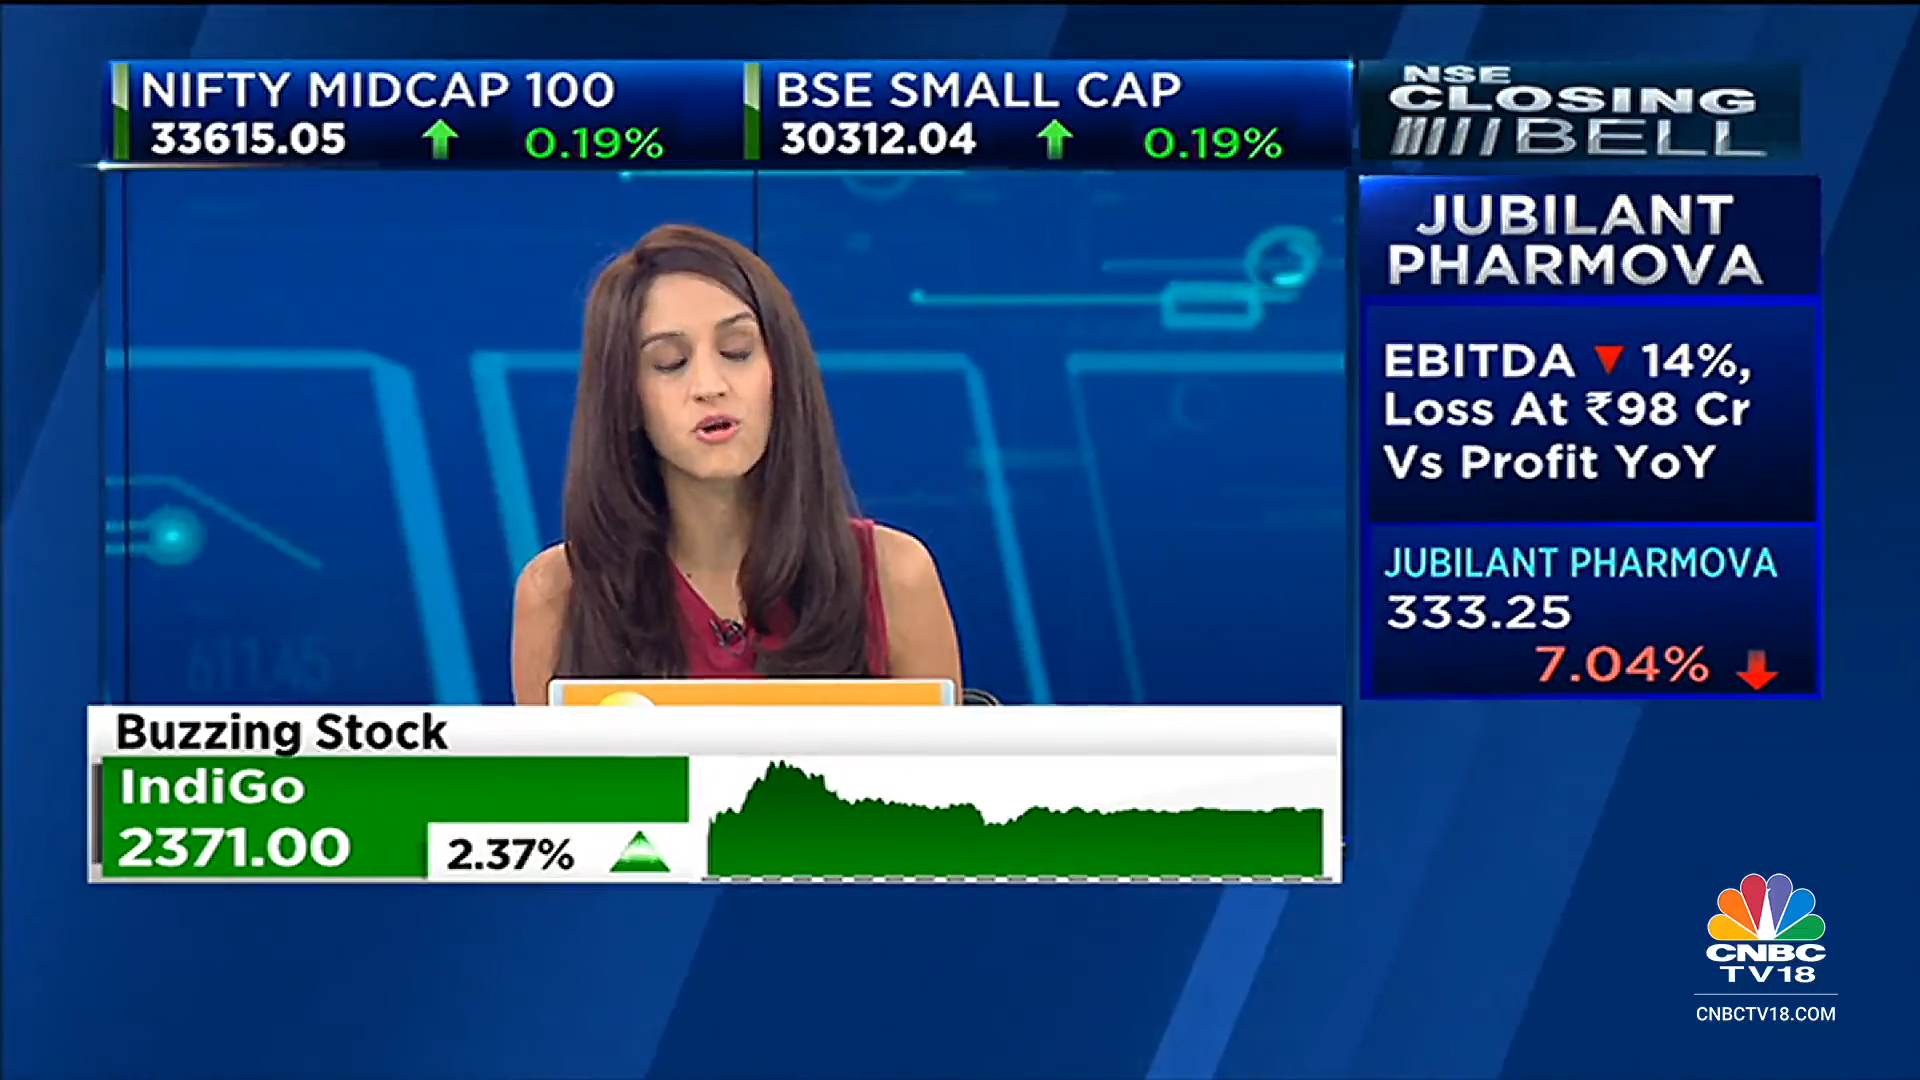 NIFTY MIDCAP 100
33615.05 0.19%
BSE SMALL CAP
30312.04 0.19%
NSE
CLOSING
BELL
JUBILANT
PHARMOVA
EBITDA ▼ 14%,
Loss At ₹98 Cr
Vs Profit YoY
JUBILANT PHARMOVA
333.25
7.04%
611.45
Buzzing Stock
IndiGo
2371.00
2.37%
CNBC
TV18
CNBCTV18.COM